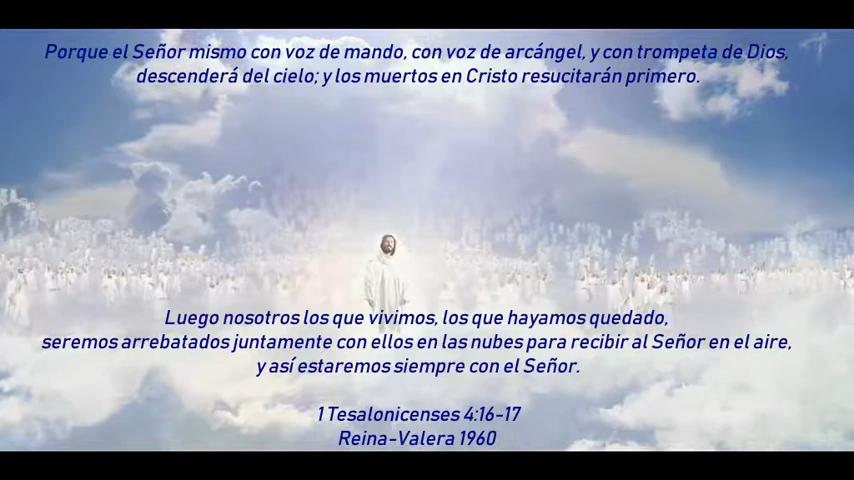 Porque el Señor mismo con voz de mando, con voz de arcángel, y con trompeta de Dios,
descenderá del cielo; y los muertos en Cristo resucitarán primero.
Luego nosotros los que vivimos, los que hayamos quedado,
seremos arrebatados juntamente con ellos en las nubes para recibir al Señor en el aire,
y así estaremos siempre con el Señor.
1 Tesalonicenses 4:16-17
Reina-Valera 1960